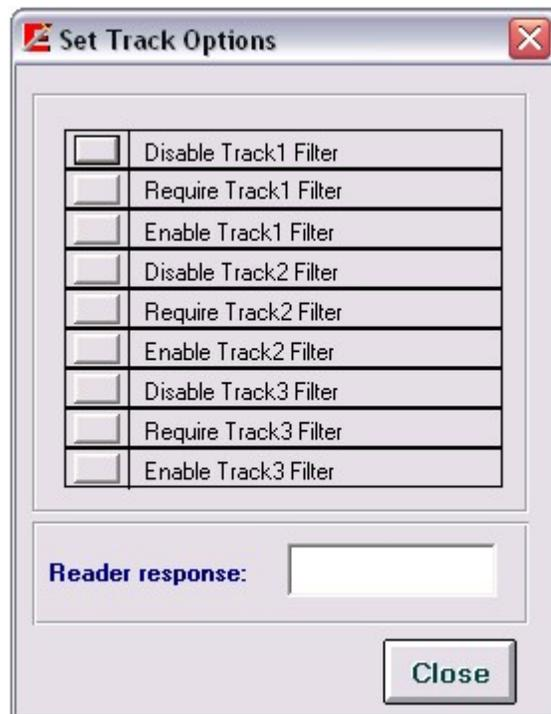 Set Track Options
Disable Track1 Filter
Require Track1 Filter
Enable Track1 Filter
Disable Track2 Filter
Require Track2 Filter
Enable Track2 Filter
Disable Track3 Filter
Require Track3 Filter
Enable Track3 Filter
Reader response:
Close